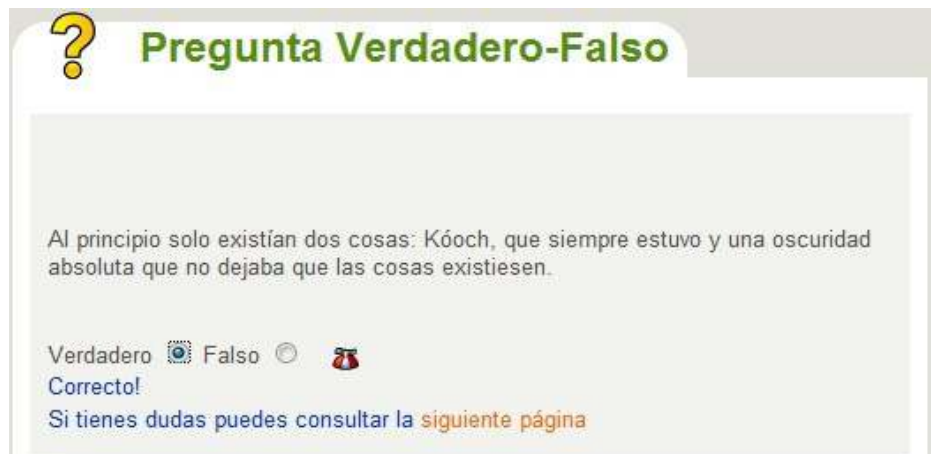 Pregunta Verdadero-Falso
Al principio solo existían dos cosas: Kóoch, que siempre estuvo y una oscuridad
absoluta que no dejaba que las cosas existiesen.
Verdadero Falso
Correcto!
Si tienes dudas puedes consultar la siguiente página